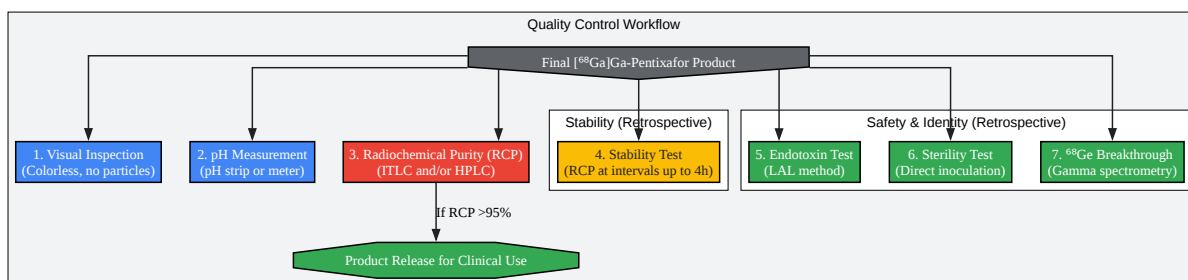 Quality Control Workflow
Final [⁶⁸Ga]Ga-Pentixafor Product
Stability (Retrospective)
Safety & Identity (Retrospective)
1. Visual Inspection
(Colorless, no particles)
2. pH Measurement
(pH strip or meter)
3. Radiochemical Purity (RCP)
(ITLC and/or HPLC)
4. Stability Test
(RCP at intervals up to 4h)
5. Endotoxin Test
(LAL method)
6. Sterility Test
(Direct inoculation)
7. ⁶⁸Ge Breakthrough
(Gamma spectrometry)
If RCP >95%
Product Release for Clinical Use